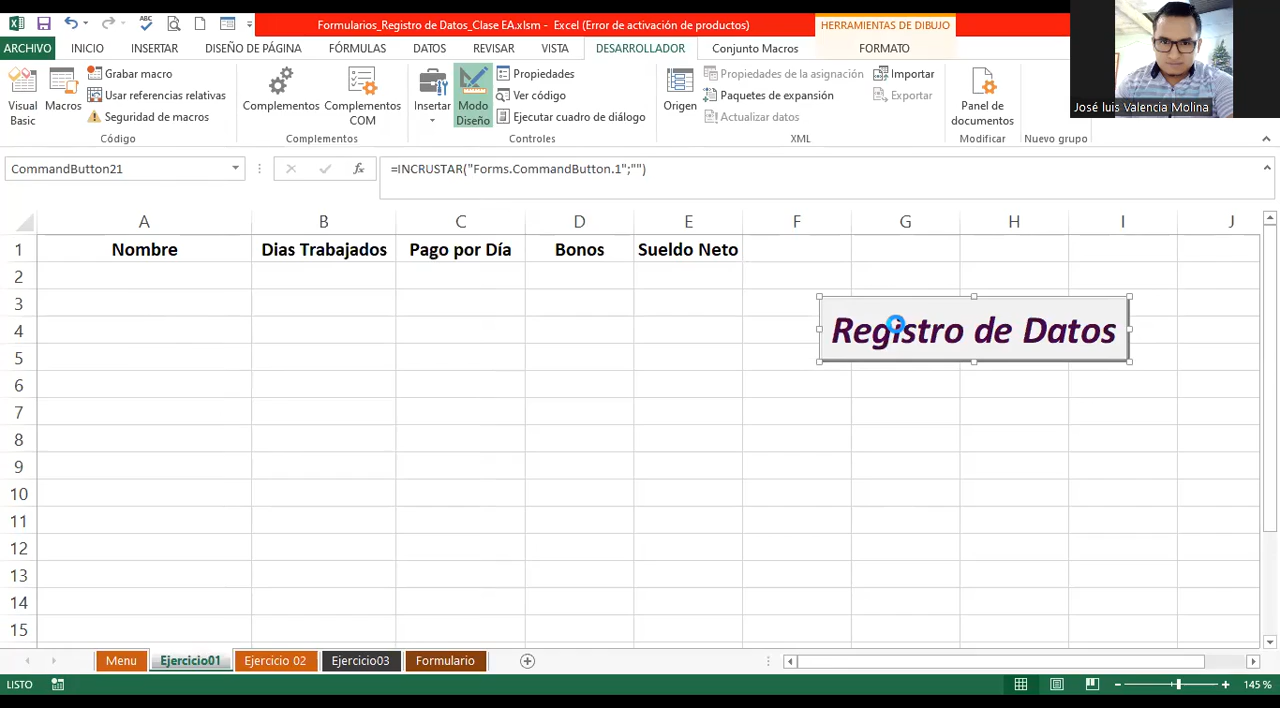 Formularios_Registro de Datos_Clase EA.xlsm - Excel (Error de activación de productos)
HERRAMIENTAS DE DIBUJO
ARCHIVO INICIO INSERTAR DISEÑO DE PÁGINA FÓRMULAS DATOS REVISAR VISTA DESARROLLADOR Conjunto Macros FORMATO
Visual Basic
Macros
Grabar macro
Usar referencias relativas
Seguridad de macros
Código
Complementos
Complementos COM
Complementos
Insertar
Modo Diseño
Propiedades
Ver código
Ejecutar cuadro de diálogo
Controles
Origen
Propiedades de la asignación
Paquetes de expansión
Actualizar datos
Importar
Exportar
XML
Panel de documentos
Modificar
Nuevo grupo
José luis Valencia Molina
CommandButton21
fx
=INCRUSTAR("Forms.CommandButton.1";"")
A B C D E F G H I J
1 Nombre Dias Trabajados Pago por Día Bonos Sueldo Neto
2
3
4
Registro de Datos
5
6
7
8
9
10
11
12
13
14
15
Menu Ejercicio01 Ejercicio 02 Ejercicio03 Formulario
LISTO
145 %